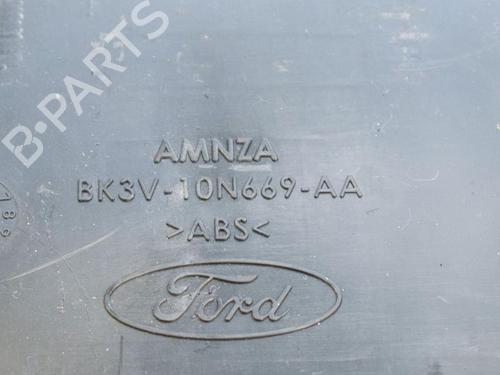 B-PARTS
AMNZA
BK3V-10N669-AA
>ABS<
Ford